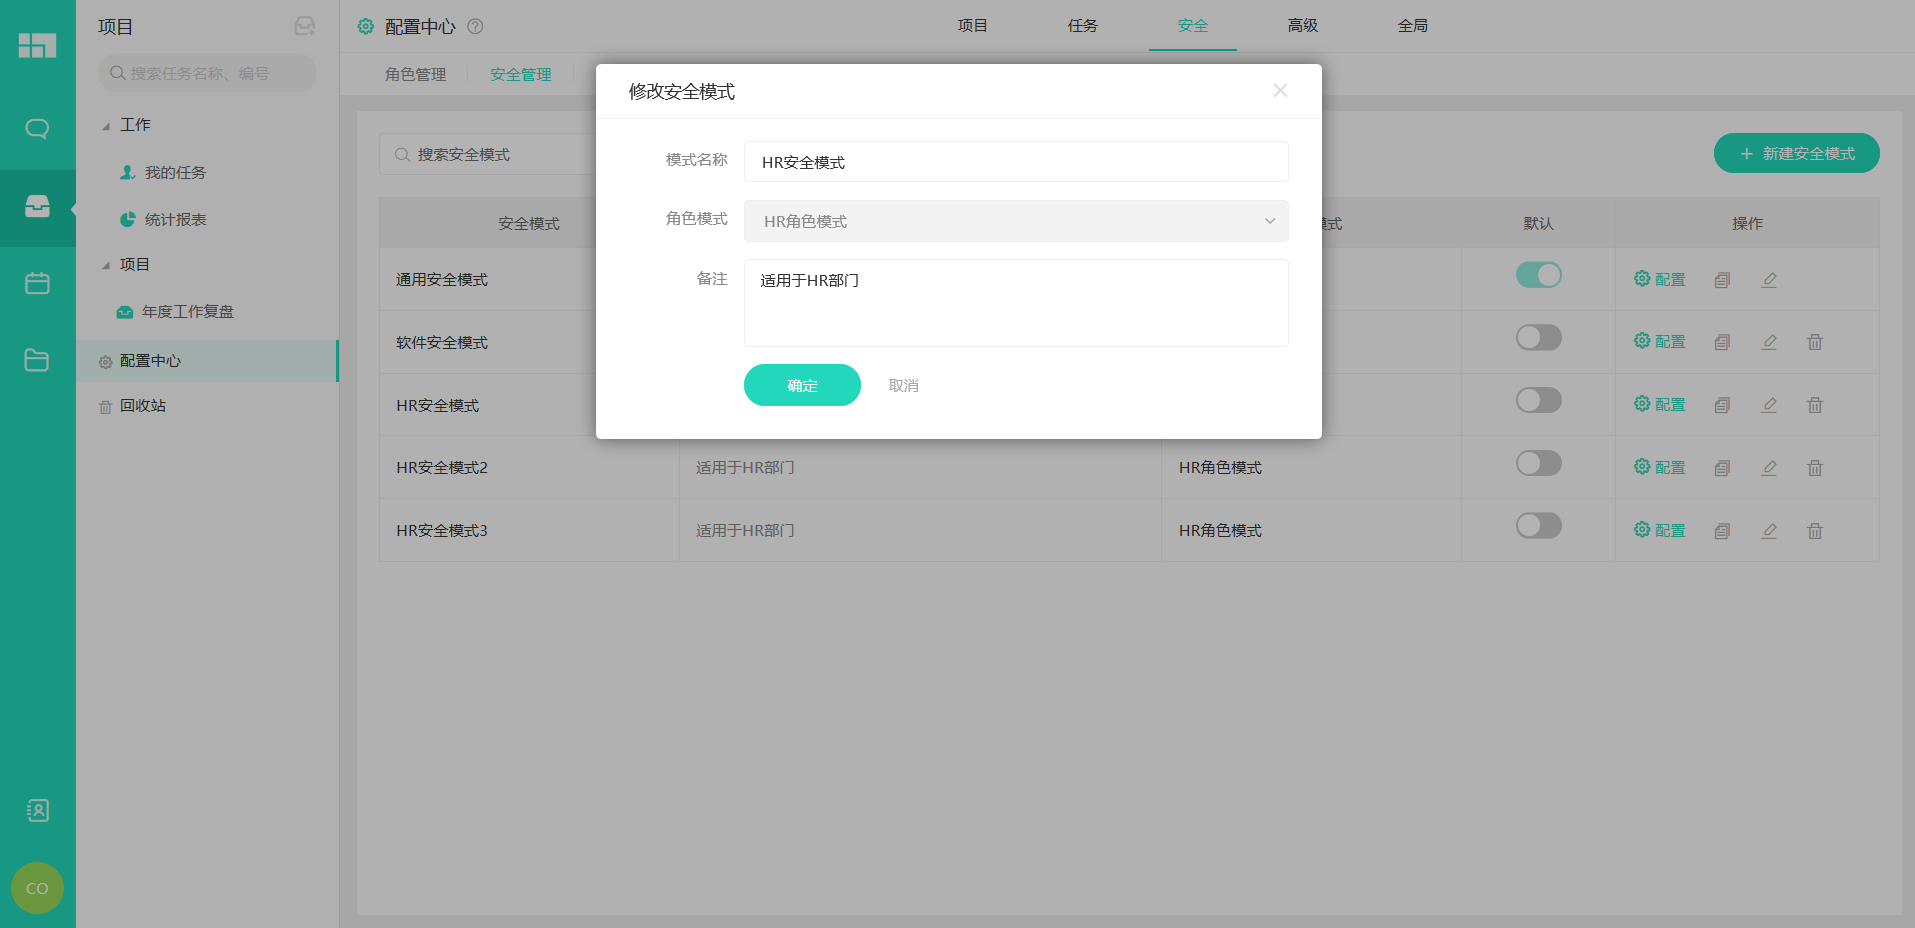 项目
搜索任务名称、编号
工作
我的任务
统计报表
项目
年度工作复盘
配置中心
回收站
CO
配置中心
项目 任务 安全 高级 全局
角色管理 安全管理
搜索安全模式
+ 新建安全模式
安全模式 模式 默认 操作
通用安全模式 配置
软件安全模式 配置
HR安全模式 配置
HR安全模式2 适用于HR部门 HR角色模式 配置
HR安全模式3 适用于HR部门 HR角色模式 配置
修改安全模式
模式名称 HR安全模式
角色模式 HR角色模式
备注 适用于HR部门
确定 取消